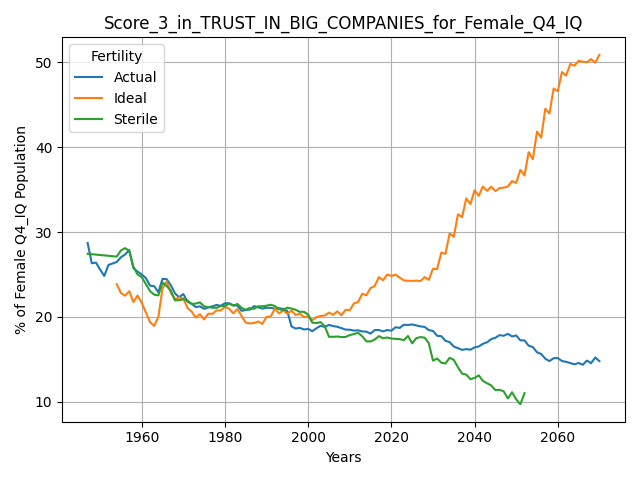 Score_3_in_TRUST_IN_BIG_COMPANIES_for_Female_Q4_IQ
Fertility
Actual
Ideal
Sterile
% of Female Q4_IQ Population
50
40
30
20
10
1960 1980 2000 2020 2040 2060
Years